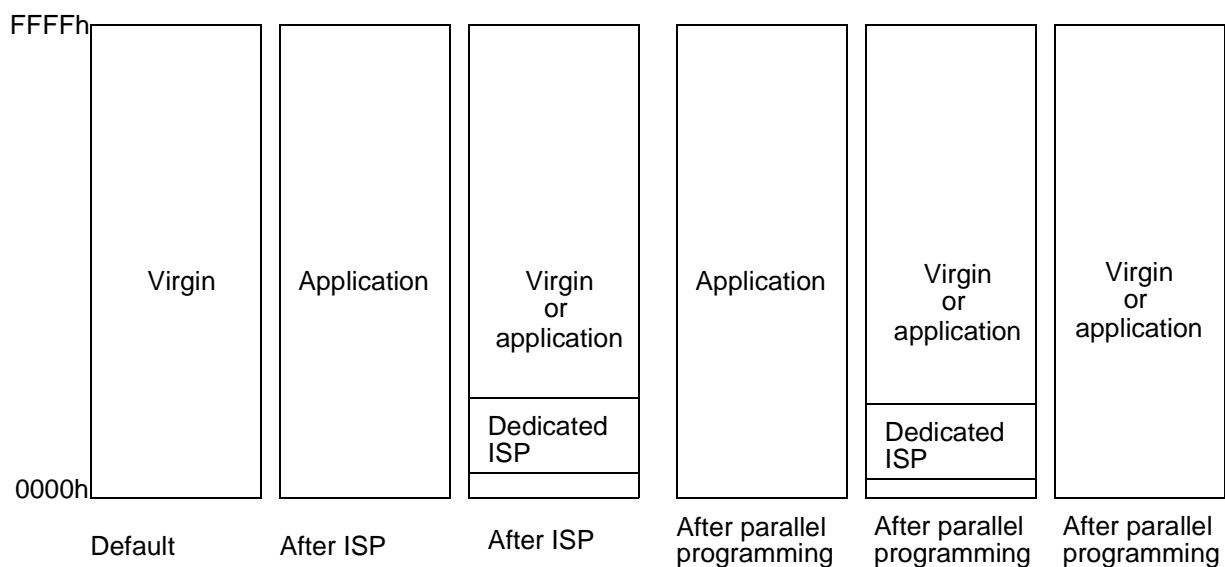 FFFFh
Virgin
Application
Virgin
or
application
Application
Virgin
or
application
Virgin
or
application
Dedicated
ISP
Dedicated
ISP
0000h
Default
After ISP
After ISP
After parallel
programming
After parallel
programming
After parallel
programming